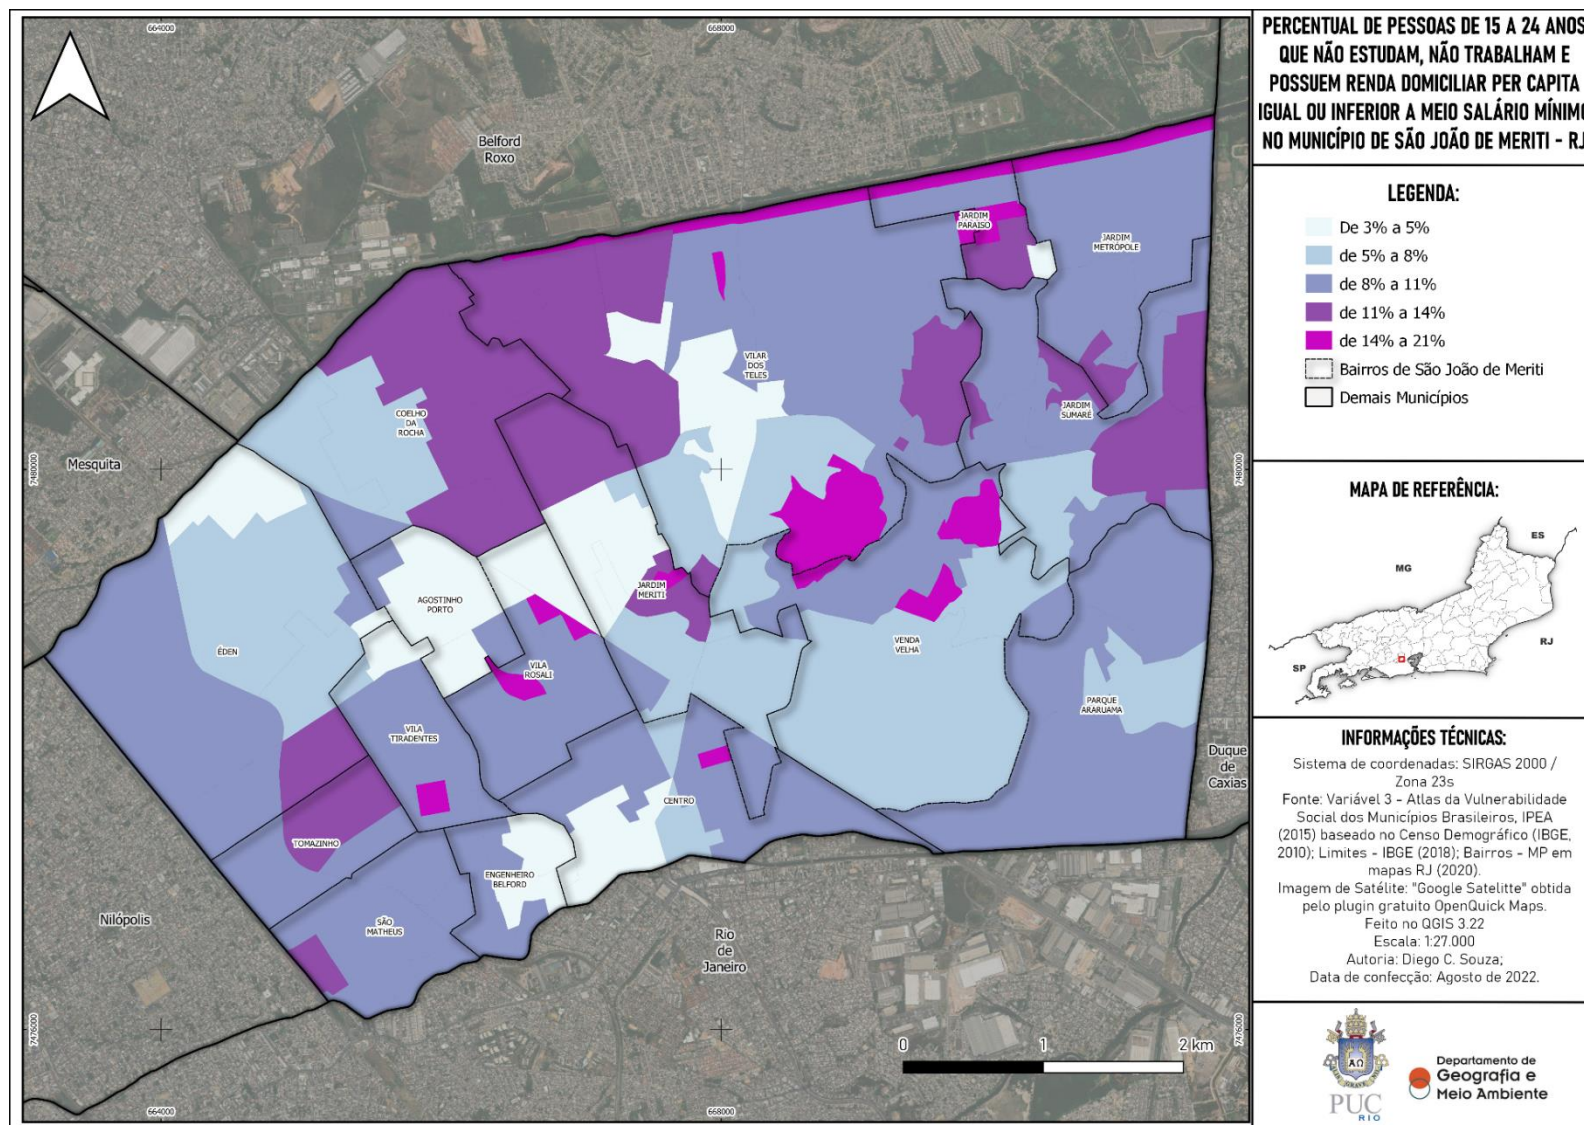 PERCENTUAL DE PESSOAS DE 15 A 24 ANOS
QUE NÃO ESTUDAM, NÃO TRABALHAM E
POSSUEM RENDA DOMICILIAR PER CAPITA
IGUAL OU INFERIOR A MEIO SALÁRIO MÍNIMO
NO MUNICÍPIO DE SÃO JOÃO DE MERITI - RJ
LEGENDA:
De 3% a 5%
de 5% a 8%
de 8% a 11%
de 11% a 14%
de 14% a 21%
Bairros de São João de Meriti
Demais Municípios
MAPA DE REFERÊNCIA:
ES
MG
RJ
SP
INFORMAÇÕES TÉCNICAS:
Sistema de coordenadas: SIRGAS 2000 /
Zona 23s
Fonte: Variável 3 - Atlas da Vulnerabilidade
Social dos Municípios Brasileiros, IPEA
(2015) baseado no Censo Demográfico (IBGE,
2010); Limites - IBGE (2018); Bairros - MP em
mapas RJ (2020).
Imagem de Satélite: "Google Satelitte" obtida
pelo plugin gratuito OpenQuick Maps.
Feito no QGIS 3.22
Escala: 1:27.000
Autoria: Diego C. Souza;
Data de confecção: Agosto de 2022.
PUC
RIO
Departamento de
Geografia e
Meio Ambiente
664000
668000
7480000
7480000
7476000
7476000
664000
668000
Belford
Roxo
Mesquita
Nilópolis
Rio
de
Janeiro
Duque
de
Caxias
JARDIM
PARAISO
JARDIM
METRÓPOLE
VILAR
DOS
TELES
COELHO
DA
ROCHA
JARDIM
SUMARÉ
AGOSTINHO
PORTO
JARDIM
MERITI
ÉDEN
VILA
ROSALI
VENDA
VELHA
PARQUE
ARARUAMA
VILA
TIRADENTES
CENTRO
TOMAZINHO
ENGENHEIRO
BELFORD
SÃO
MATHEUS
0
1
2 km